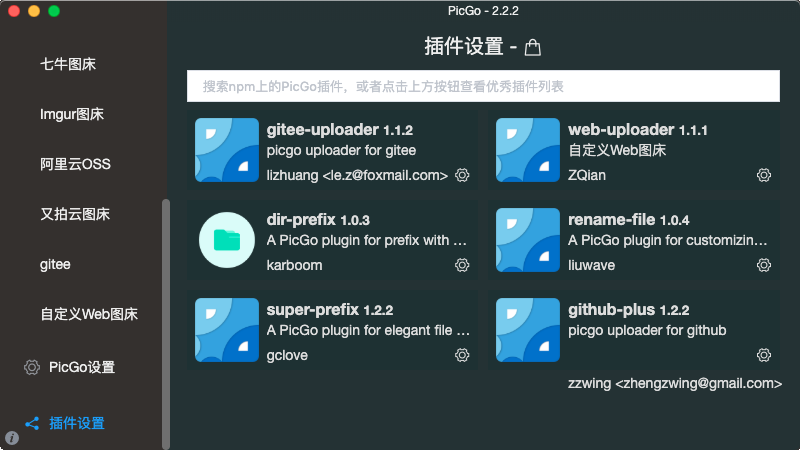 PicGo - 2.2.2
七牛图床
Imgur图床
阿里云OSS
又拍云图床
gitee
自定义Web图床
PicGo设置
插件设置
插件设置 -
搜索npm上的PicGo插件，或者点击上方按钮查看优秀插件列表
gitee-uploader 1.1.2
picgo uploader for gitee
lizhuang <le.z@foxmail.com>
web-uploader 1.1.1
自定义Web图床
ZQian
dir-prefix 1.0.3
A PicGo plugin for prefix with ...
karboom
rename-file 1.0.4
A PicGo plugin for customizin...
liuwave
super-prefix 1.2.2
A PicGo plugin for elegant file ...
gclove
github-plus 1.2.2
picgo uploader for github
zzwing <zhengzwing@gmail.com>